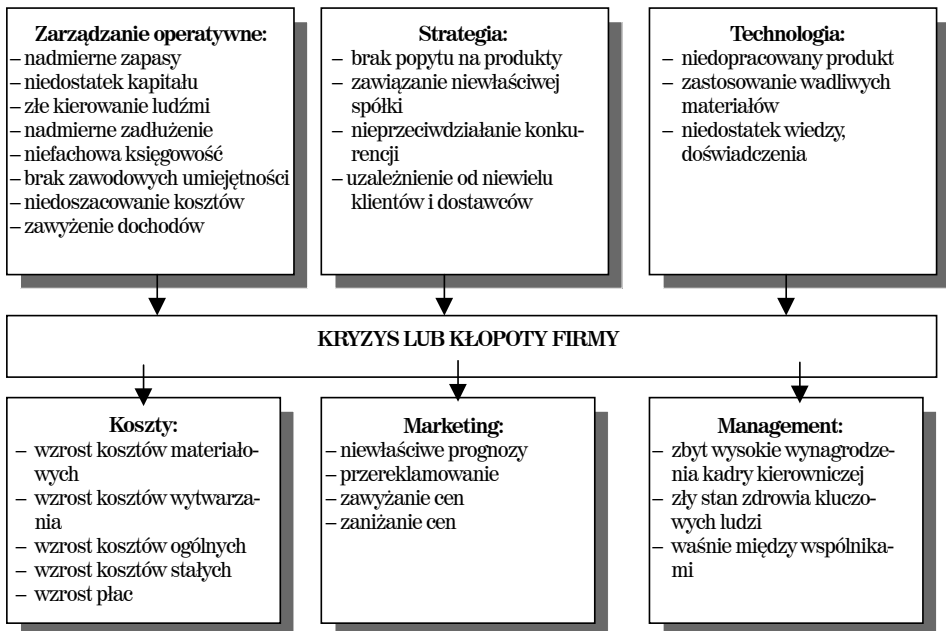 Zarządzanie operatywne:
– nadmierne zapasy
– niedostatek kapitału
– złe kierowanie ludźmi
– nadmierne zadłużenie
– niefachowa księgowość
– brak zawodowych umiejętności
– niedoszacowanie kosztów
– zawyżenie dochodów
Strategia:
– brak popytu na produkty
– zawiązanie niewłaściwej
spółki
– nieprzeciwdziałanie konku-
rencji
– uzależnienie od niewielu
klientów i dostawców
Technologia:
– niedopracowany produkt
– zastosowanie wadliwych
materiałów
– niedostatek wiedzy,
doświadczenia
KRYZYS LUB KŁOPOTY FIRMY
Koszty:
– wzrost kosztów materiało-
wych
– wzrost kosztów wytwarza-
nia
– wzrost kosztów ogólnych
– wzrost kosztów stałych
– wzrost płac
Marketing:
– niewłaściwe prognozy
– przereklamowanie
– zawyżanie cen
– zaniżanie cen
Management:
– zbyt wysokie wynagrodze-
nia kadry kierowniczej
– zły stan zdrowia kluczo-
wych ludzi
– waśnie między wspólnika-
mi